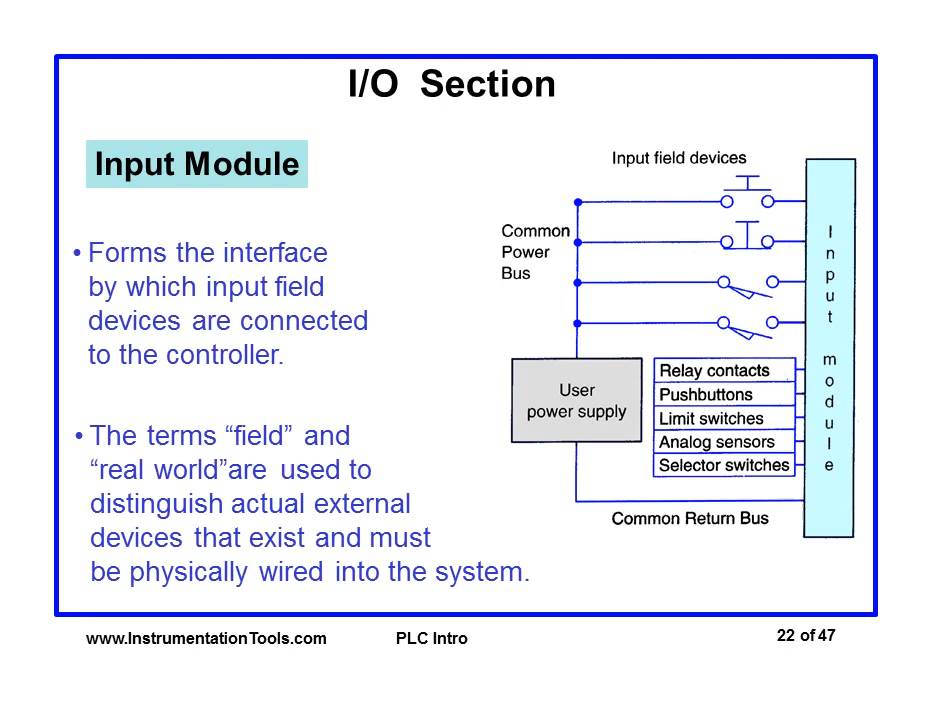 I/O Section
Input Module
• Forms the interface
by which input field
devices are connected
to the controller.
• The terms “field” and
“real world”are used to
distinguish actual external
devices that exist and must
be physically wired into the system.
Input field devices
Common
Power
Bus
User
power supply
Relay contacts
Pushbuttons
Limit switches
Analog sensors
Selector switches
Common Return Bus
Input module
www.InstrumentationTools.com
PLC Intro
22 of 47